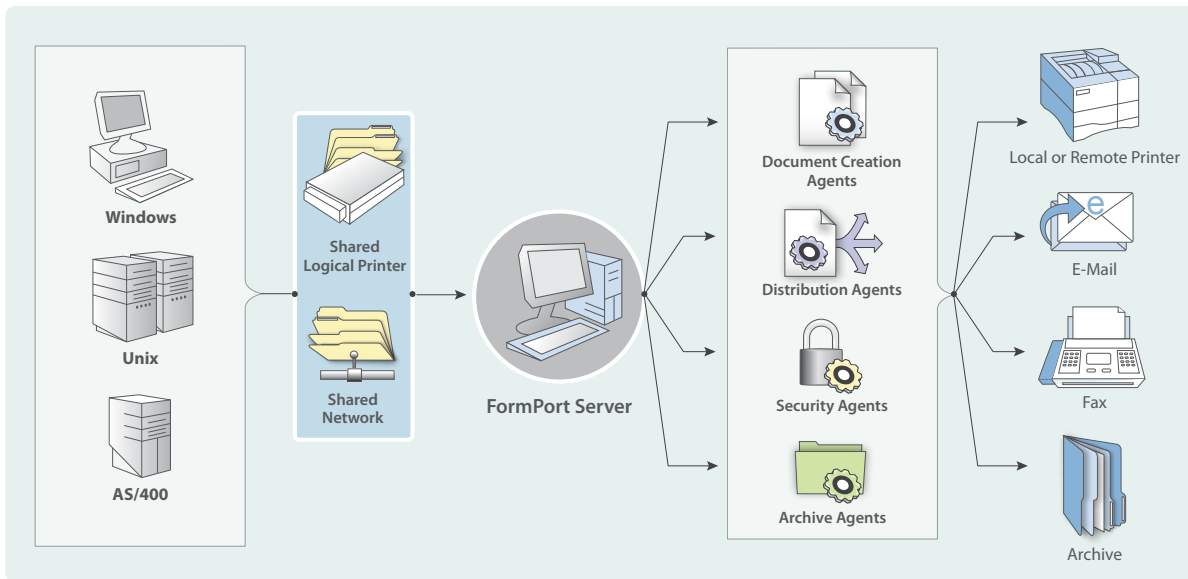 Windows
Unix
AS/400
Shared
Logical Printer
Shared
Network
FormPort Server
Document Creation
Agents
Distribution Agents
Security Agents
Archive Agents
Local or Remote Printer
e
E-Mail
Fax
Archive